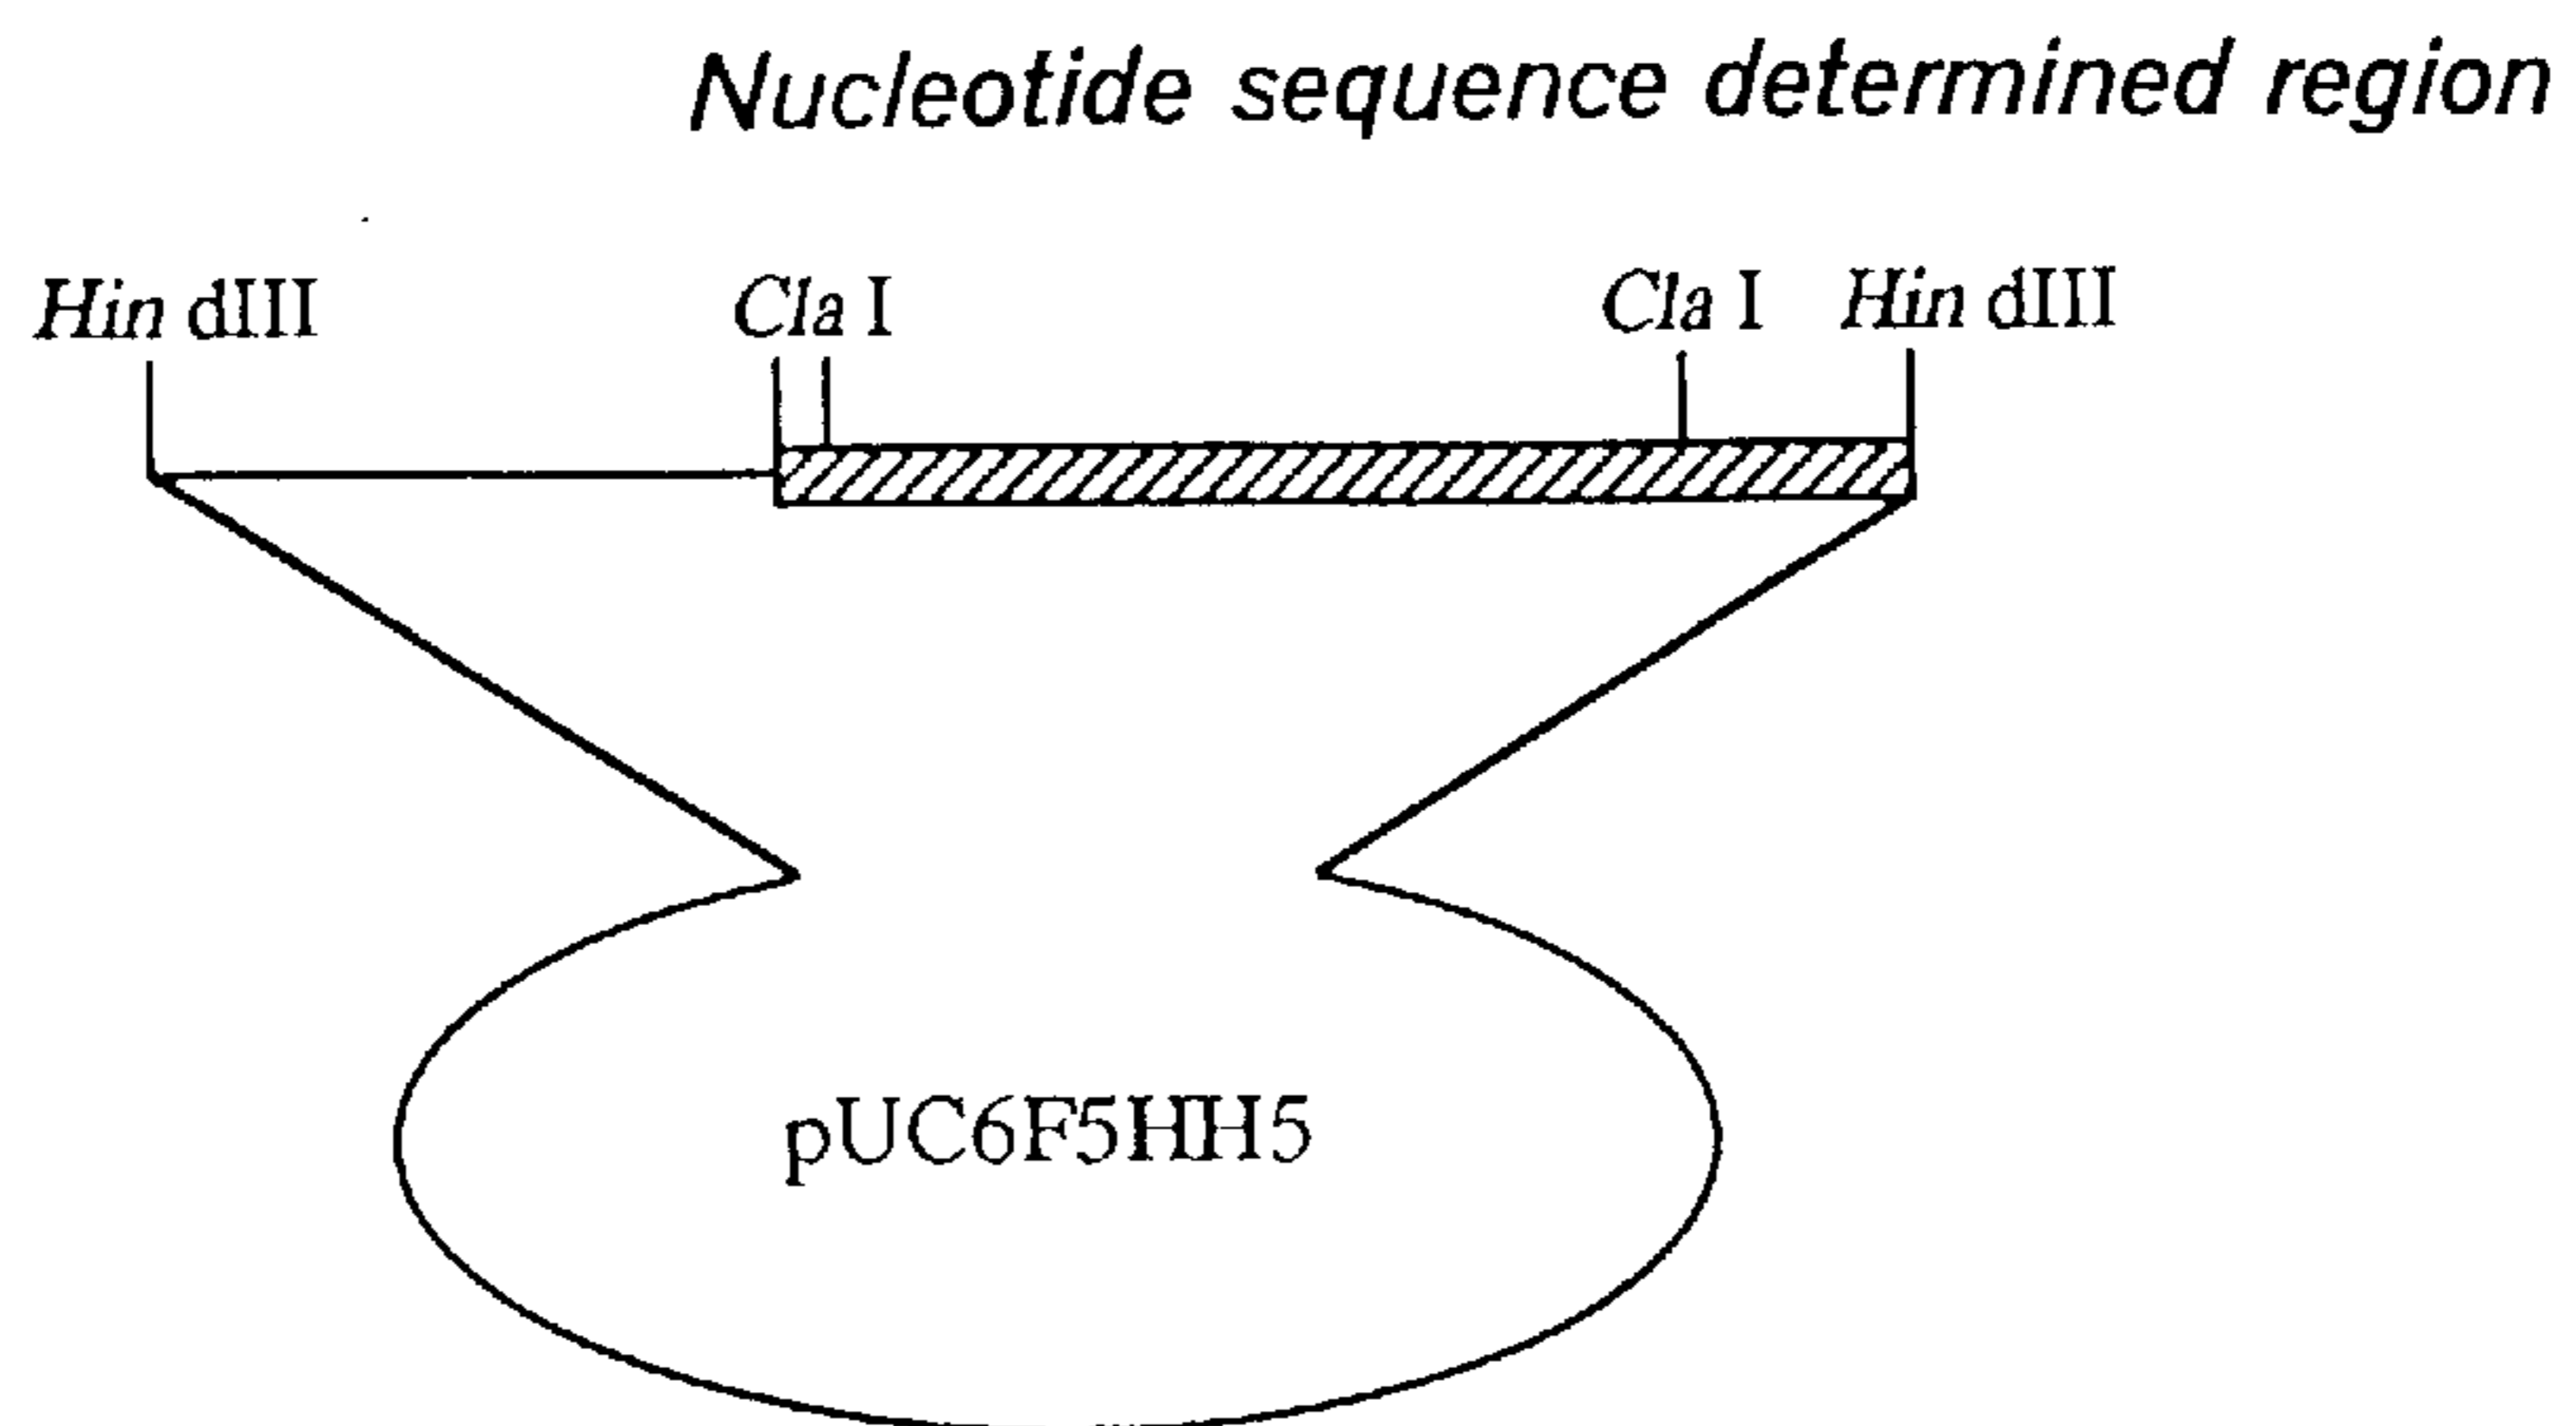 Nucleotide sequence determined region
Hin dIII Cla I Cla I Hin dIII
pUC6F5HH5